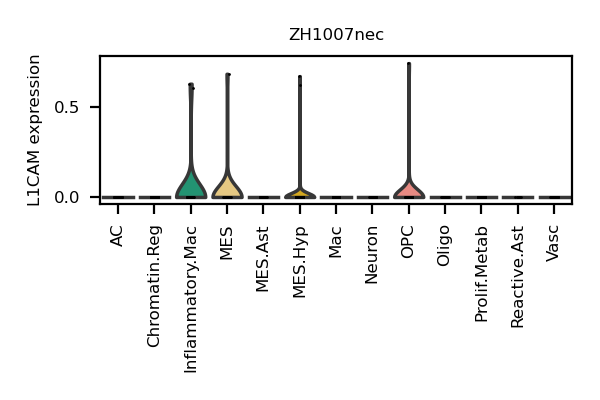 ZH1007nec
L1CAM expression
0.5
0.0
AC
Chromatin.Reg
Inflammatory.Mac
MES
MES.Ast
MES.Hyp
Mac
Neuron
OPC
Oligo
Prolif.Metab
Reactive.Ast
Vasc